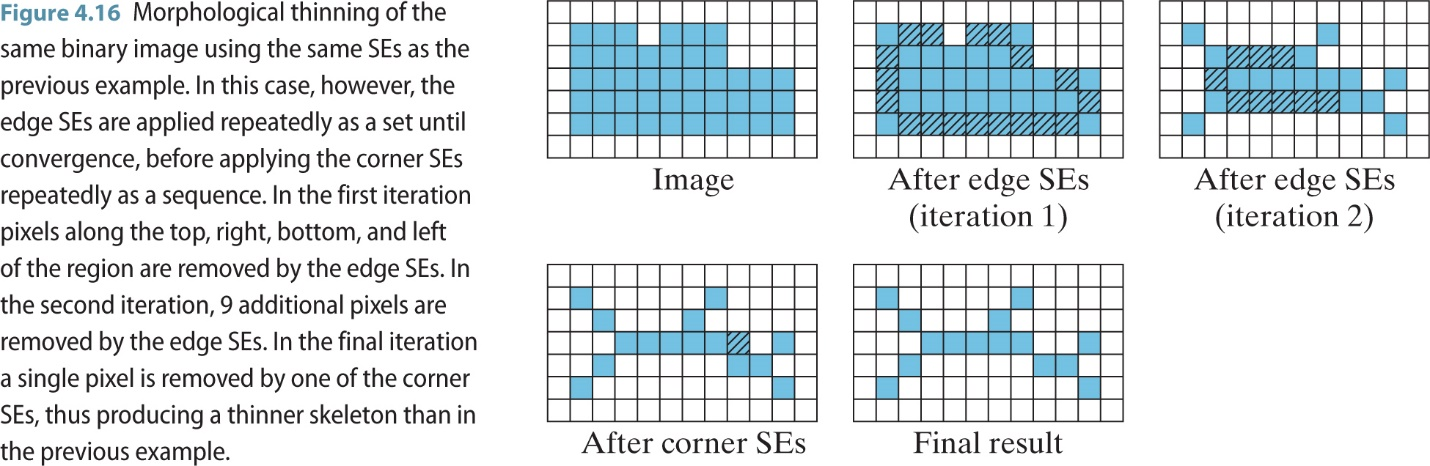 Figure 4.16 Morphological thinning of the
same binary image using the same SEs as the
previous example. In this case, however, the
edge SEs are applied repeatedly as a set until
convergence, before applying the corner SEs
repeatedly as a sequence. In the first iteration
pixels along the top, right, bottom, and left
of the region are removed by the edge SEs. In
the second iteration, 9 additional pixels are
removed by the edge SEs. In the final iteration
a single pixel is removed by one of the corner
SEs, thus producing a thinner skeleton than in
the previous example.
Image
After edge SEs
(iteration 1)
After edge SEs
(iteration 2)
After corner SEs
Final result